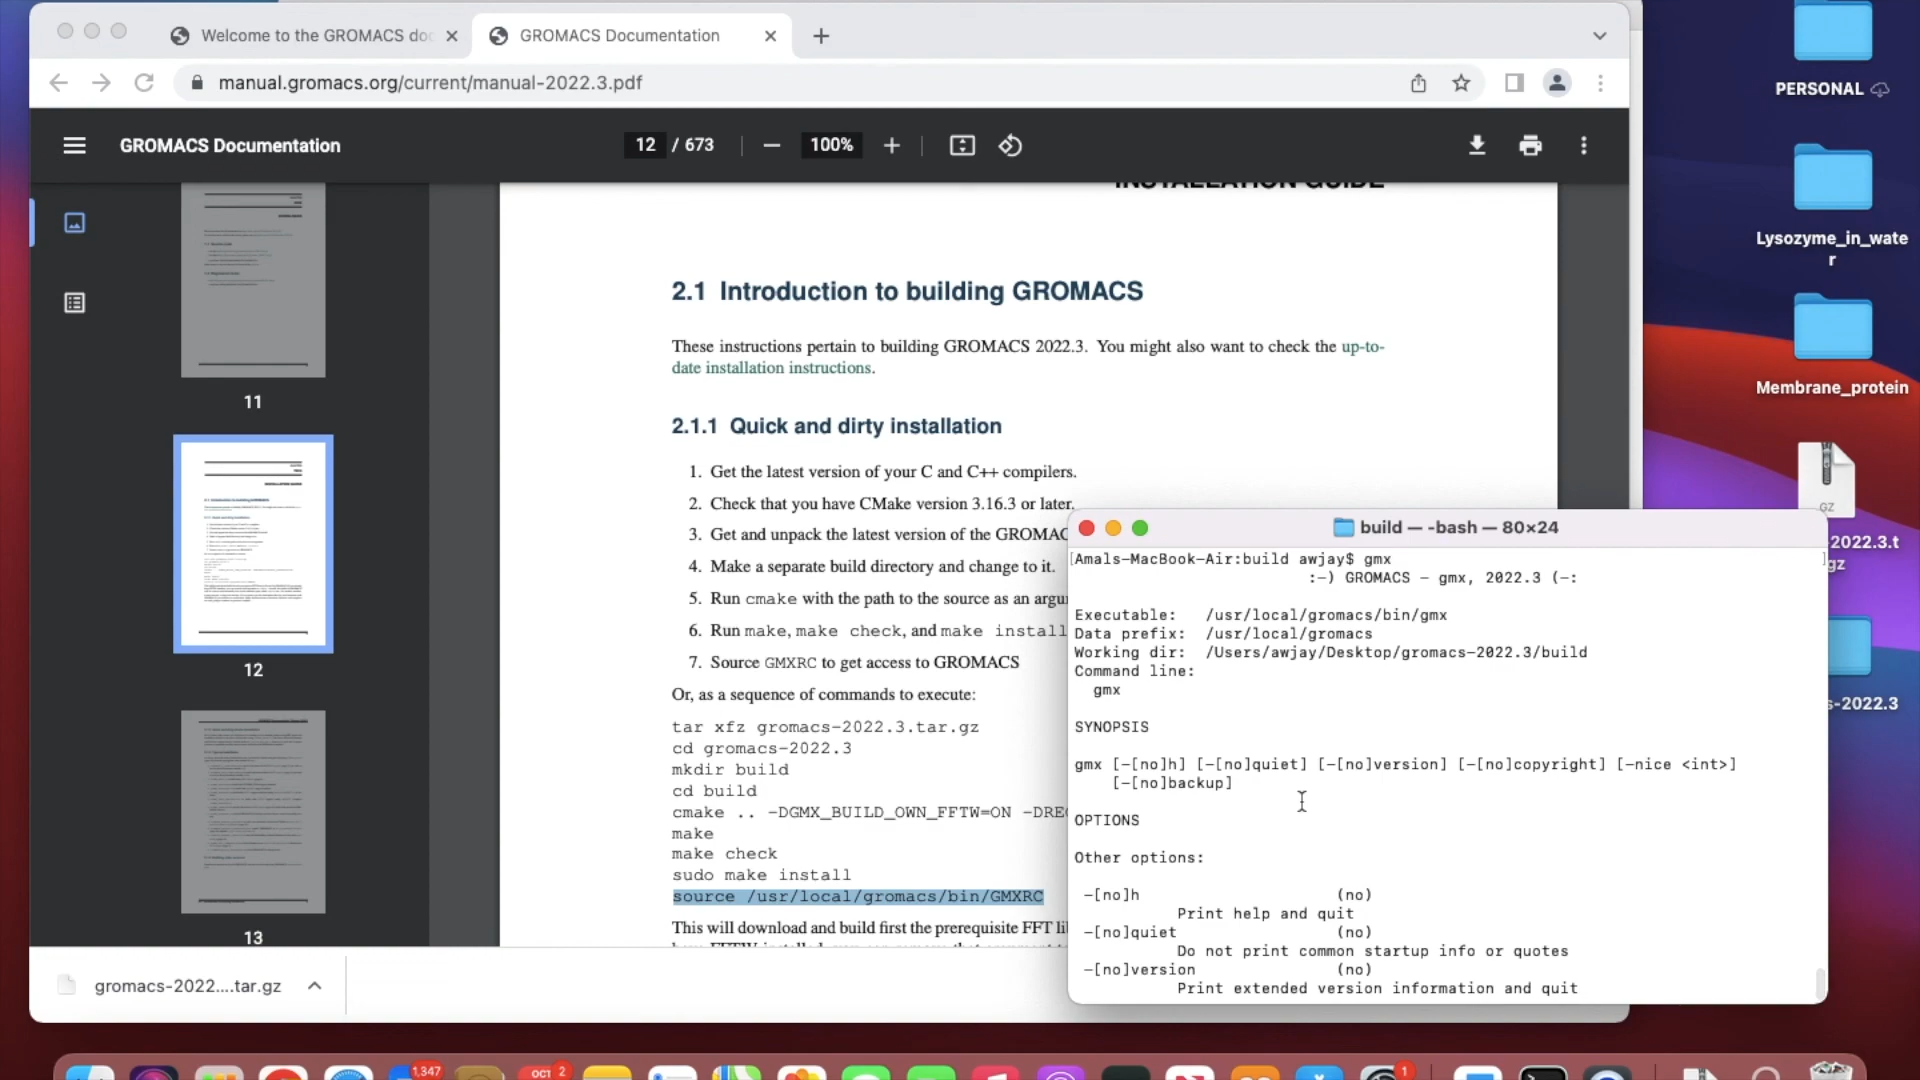 Welcome to the GROMACS doc
GROMACS Documentation
manual.gromacs.org/current/manual-2022.3.pdf
GROMACS Documentation
12 / 673
100%
11
12
13
INSTALLATION GUIDE
2.1 Introduction to building GROMACS
These instructions pertain to building GROMACS 2022.3. You might also want to check the up-to-
date installation instructions.
2.1.1 Quick and dirty installation
1. Get the latest version of your C and C++ compilers.
2. Check that you have CMake version 3.16.3 or later.
3. Get and unpack the latest version of the GROMAC
4. Make a separate build directory and change to it.
5. Run cmake with the path to the source as an argu
6. Run make, make check, and make install
7. Source GMXRC to get access to GROMACS
Or, as a sequence of commands to execute:
tar xfz gromacs-2022.3.tar.gz
cd gromacs-2022.3
mkdir build
cd build
cmake .. -DGMX_BUILD_OWN_FFTW=ON -DREG
make
make check
sudo make install
source /usr/local/gromacs/bin/GMXRC
This will download and build first the prerequisite FFT li
gromacs-2022....tar.gz
build — -bash — 80×24
[Amals-MacBook-Air:build awjay$ gmx ]
:-) GROMACS - gmx, 2022.3 (-:
Executable: /usr/local/gromacs/bin/gmx
Data prefix: /usr/local/gromacs
Working dir: /Users/awjay/Desktop/gromacs-2022.3/build
Command line:
gmx
SYNOPSIS
gmx [-[no]h] [-[no]quiet] [-[no]version] [-[no]copyright] [-nice <int>]
[-[no]backup]
OPTIONS
Other options:
-[no]h (no)
Print help and quit
-[no]quiet (no)
Do not print common startup info or quotes
-[no]version (no)
Print extended version information and quit
PERSONAL
Lysozyme_in_wate
r
Membrane_protein
GZ
2022.3.t
gz
s-2022.3
1,347
OCT 2
1